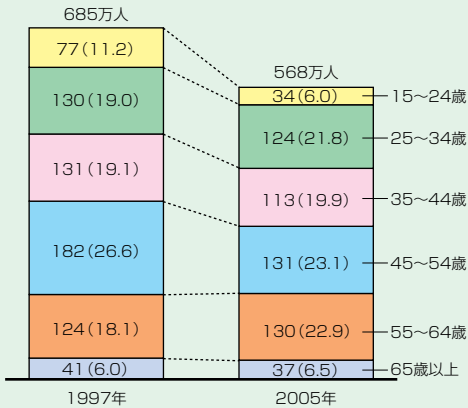 685万人
77(11.2)
130(19.0)
131(19.1)
182(26.6)
124(18.1)
41(6.0)
1997年
568万人
34(6.0)
124(21.8)
113(19.9)
131(23.1)
130(22.9)
37(6.5)
2005年
15〜24歳
25〜34歳
35〜44歳
45〜54歳
55〜64歳
65歳以上